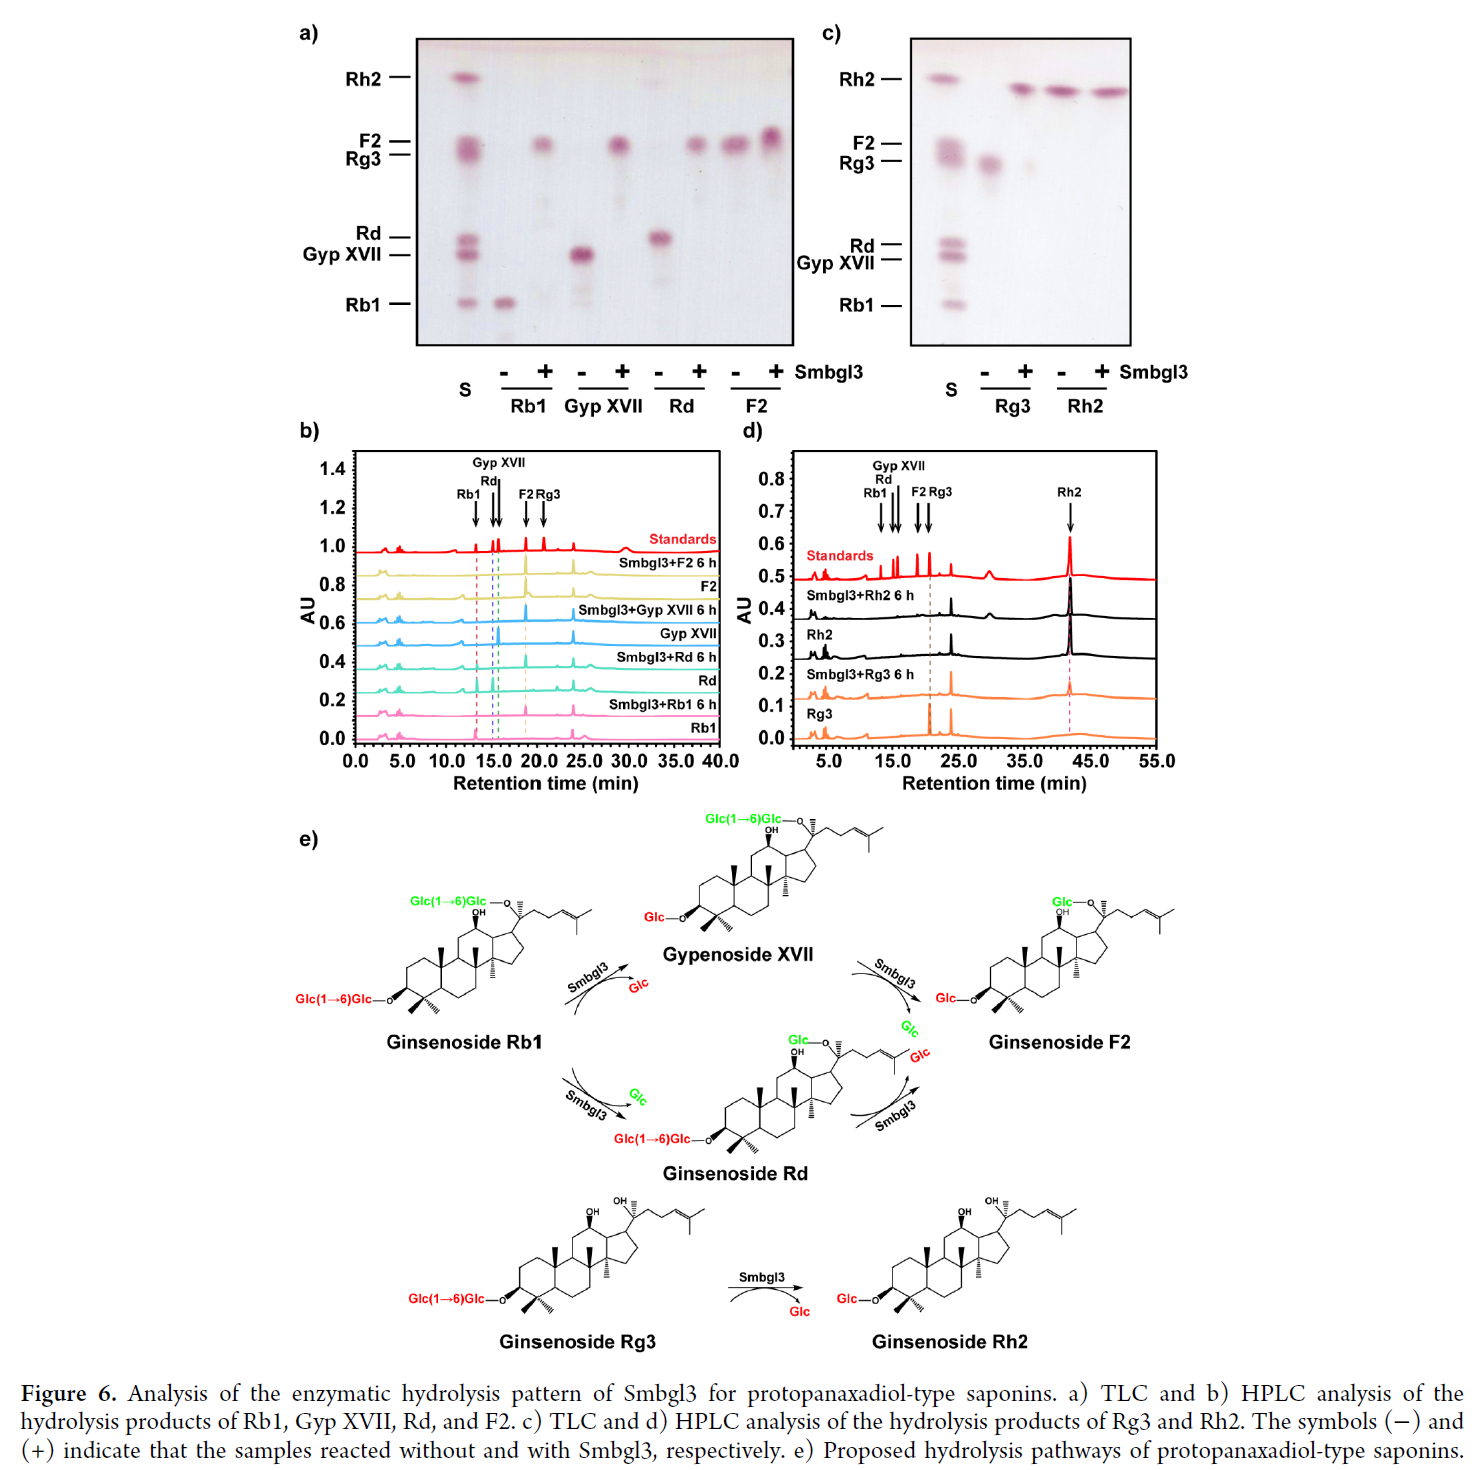 a)
Rh2
F2
Rg3
Rd
Gyp XVII
Rb1
S
- + - + - + - + Smbgl3
Rb1 Gyp XVII Rd F2
c)
Rh2
F2
Rg3
Rd
Gyp XVII
Rb1
S
- + - + Smbgl3
Rg3 Rh2
b)
AU
1.4
1.2
1.0
0.8
0.6
0.4
0.2
0.0
Gyp XVII
Rd
Rb1 F2 Rg3
Standards
Smbgl3+F2 6 h
F2
Smbgl3+Gyp XVII 6 h
Gyp XVII
Smbgl3+Rd 6 h
Rd
Smbgl3+Rb1 6 h
Rb1
0.0 5.0 10.0 15.0 20.0 25.0 30.0 35.0 40.0
Retention time (min)
d)
AU
0.8
0.7
0.6
0.5
0.4
0.3
0.2
0.1
0.0
Gyp XVII
Rd
Rb1 F2 Rg3 Rh2
Standards
Smbgl3+Rh2 6 h
Rh2
Smbgl3+Rg3 6 h
Rg3
5.0 15.0 25.0 35.0 45.0 55.0
Retention time (min)
e)
Glc(1→6)Glc O
OH
Glc O
Gypenoside XVII
Glc(1→6)Glc O
OH
Glc(1→6)Glc O
Ginsenoside Rb1
Smbgl3
Glc
Smbgl3
Glc
Glc O
OH
Glc O
Ginsenoside F2
Smbgl3
Glc
Glc O
OH
Glc(1→6)Glc O
Ginsenoside Rd
Glc
Smbgl3
OH
OH
Glc(1→6)Glc O
Ginsenoside Rg3
Smbgl3
Glc
OH
OH
Glc O
Ginsenoside Rh2
Figure 6. Analysis of the enzymatic hydrolysis pattern of Smbgl3 for protopanaxadiol-type saponins. a) TLC and b) HPLC analysis of the
hydrolysis products of Rb1, Gyp XVII, Rd, and F2. c) TLC and d) HPLC analysis of the hydrolysis products of Rg3 and Rh2. The symbols (−) and
(+) indicate that the samples reacted without and with Smbgl3, respectively. e) Proposed hydrolysis pathways of protopanaxadiol-type saponins.